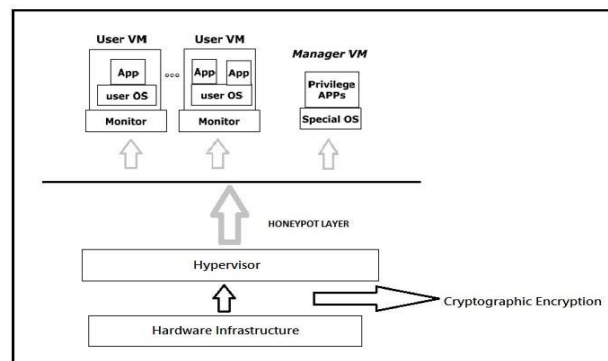 User VM
User VM
Manager VM
App
...
App
App
Privilege
APPs
user OS
user OS
Special OS
Monitor
Monitor
HONEYPOT LAYER
Hypervisor
Cryptographic Encryption
Hardware Infrastructure